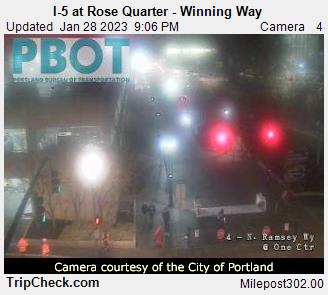 I-5 at Rose Quarter - Winning Way
Updated Jan 28 2023 9:06 PM Camera 4
PBOT
PORTLAND BUREAU OF TRANSPORTATION
4 - N. Ramsey Wy
@ One Ctr
Camera courtesy of the City of Portland
TripCheck.com Milepost302.00